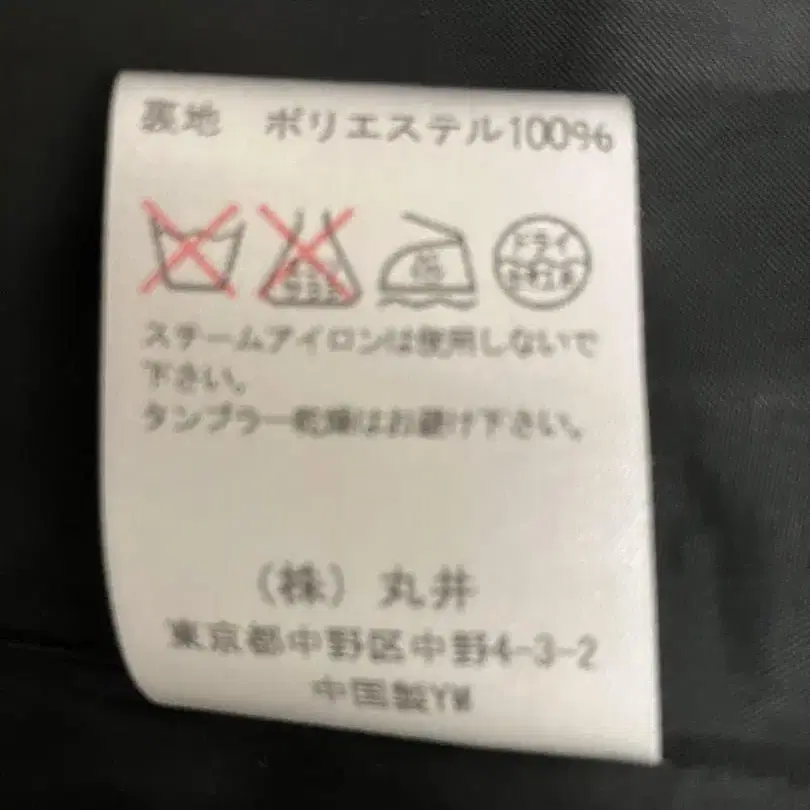 裏地 ポリエステル100%
ドライ
スチームアイロンは使用しないで
下さい。
タンブラー乾燥はお避け下さい。
(株) 丸井
東京都中野区中野4-3-2
中国製YM